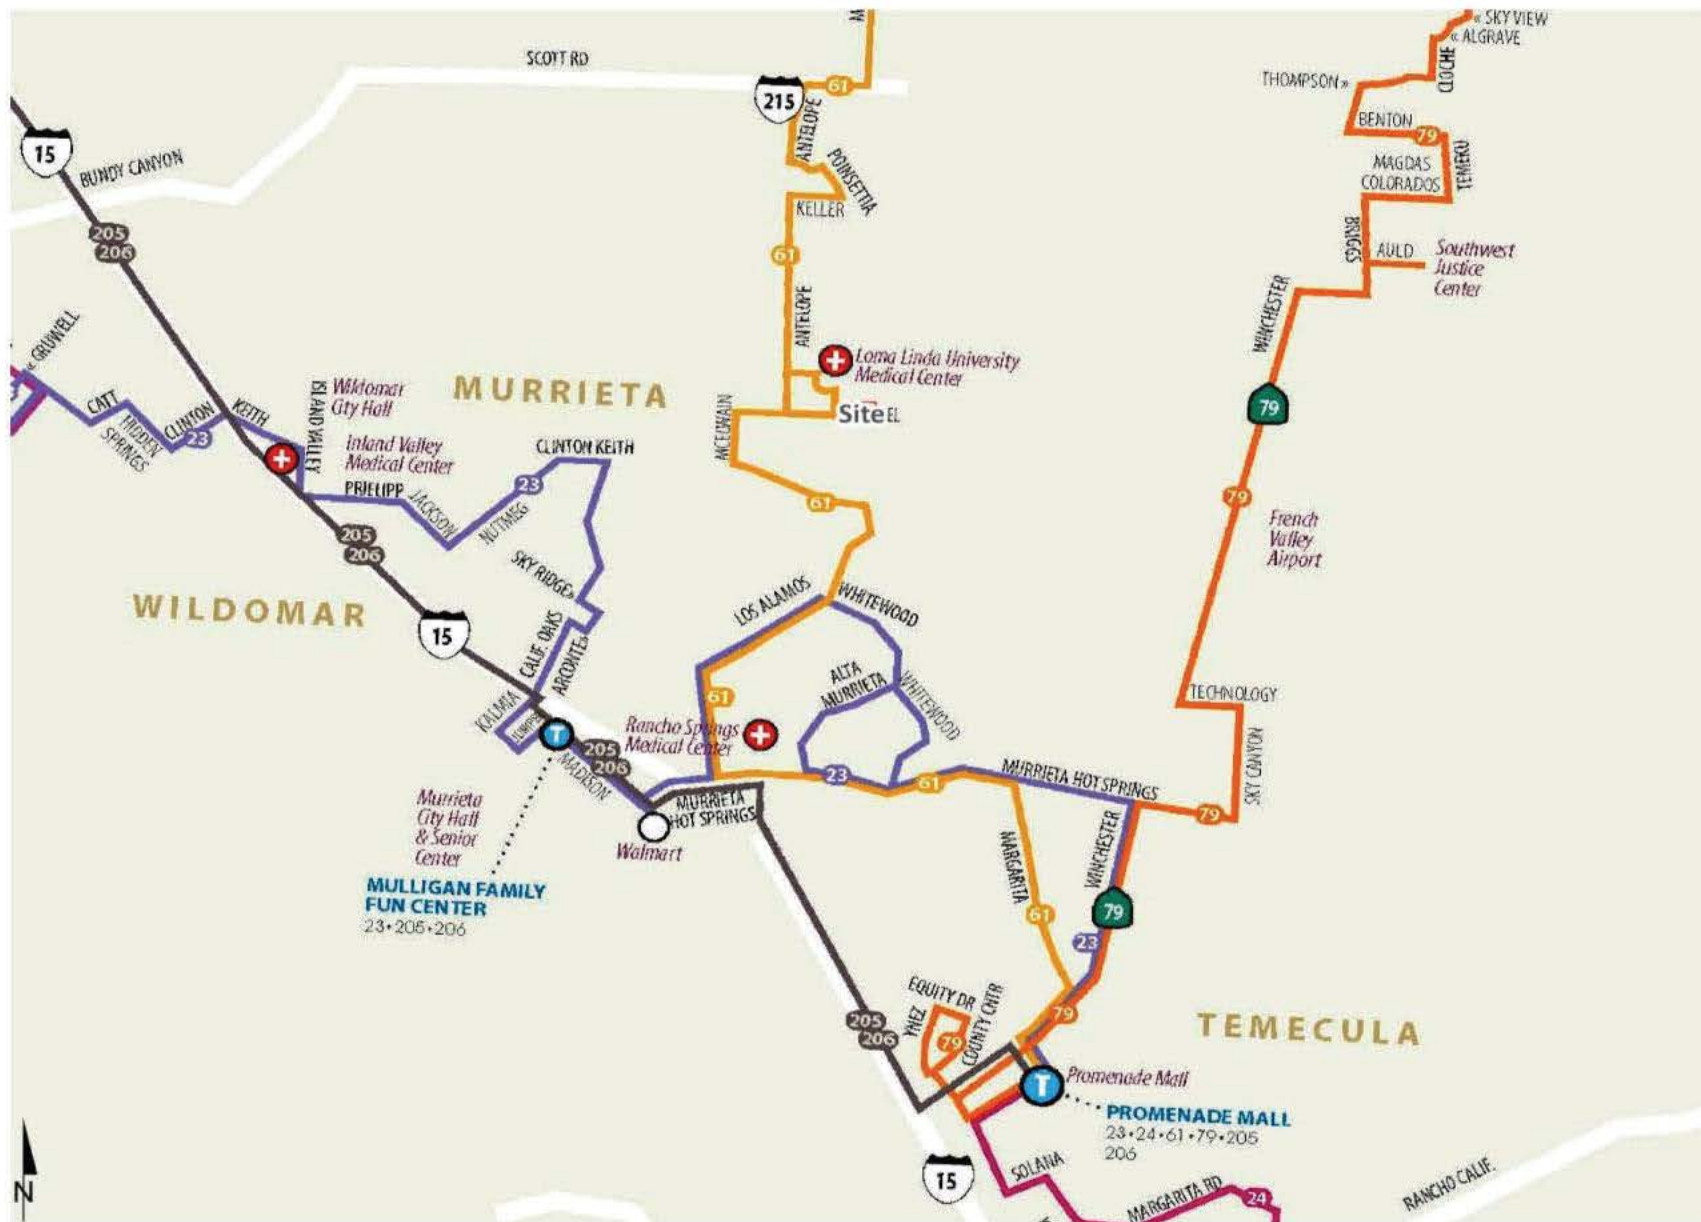 « SKY VIEW
« ALGRAVE
CLOCHE
SCOTT RD
M
THOMPSON »
61
215
ANTELOPE
BENTON
79
15
BUNDY CANYON
POINSETTIA
MAGDAS
COLORADOS
TEMEKU
KELLER
205
206
61
BRIGGS
AULD
Southwest
Justice
Center
WINCHESTER
ANTELOPE
« GRUWELL
Loma Linda University
Medical Center
MURRIETA
Wildomar
City Hall
ISLAND VALLEY
CATT
HIDDEN
SPRINGS
CLINTON
KEITH
23
79
Site
EL
MCELWAIN
Inland Valley
Medical Center
CLINTON KEITH
PRIELIPP
JACKSON
NUTMEG
23
61
79
French
Valley
Airport
205
206
SKY RIDGE»
WILDOMAR
15
LOS ALAMOS
WHITEWOOD
CALIF. OAKS
ARCONTE»
ALTA
MURRIETA
WHITEWOOD
KALMIA
61
TECHNOLOGY
T
Rancho Springs
Medical Center
205
206
MADISON
23
61
MURRIETA HOT SPRINGS
SKY CANYON
79
Murrieta
City Hall
& Senior
Center
MURRIETA
HOT SPRINGS
Walmart
MARGARITA
WINCHESTER
MULLIGAN FAMILY
FUN CENTER
23•205•206
61
79
23
EQUITY DR
YNEZ
COUNTY CNTR
79
205
206
79
TEMECULA
T
Promenade Mall
PROMENADE MALL
23•24•61•79•205
206
15
SOLANA
MARGARITA RD
24
RANCHO CALIF.
N